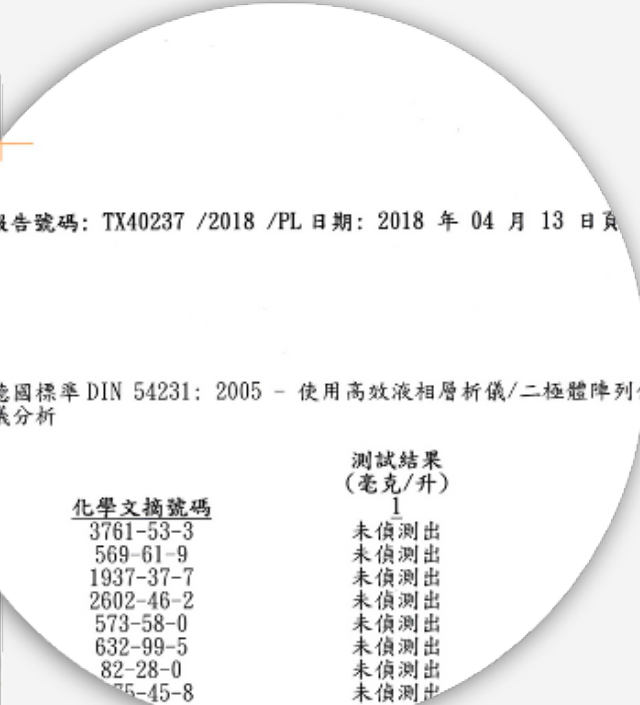 告號碼: TX40237 /2018 /PL 日期: 2018 年 04 月 13 日頁
國標準 DIN 54231: 2005 - 使用高效液相層析儀/二極體陣列
分析
測試結果
(毫克/升)
化學文摘號碼 1
3761-53-3 未偵測出
569-61-9 未偵測出
1937-37-7 未偵測出
2602-46-2 未偵測出
573-58-0 未偵測出
632-99-5 未偵測出
82-28-0 未偵測出
75-45-8 未偵測出